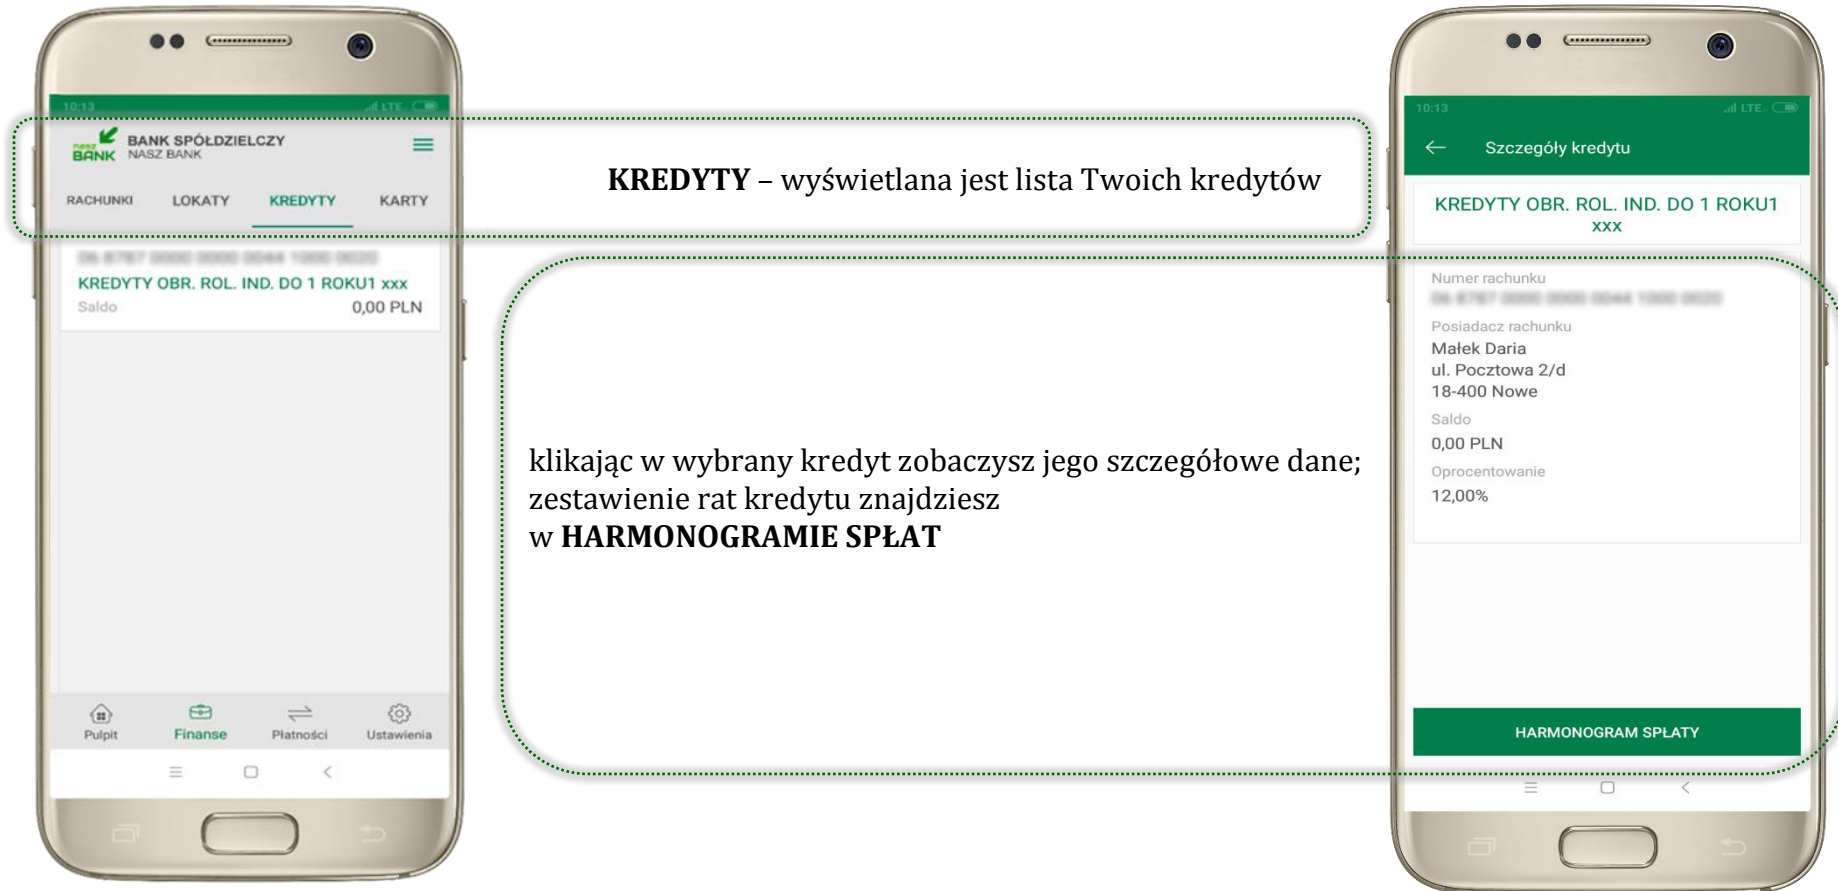 10:13
LTE
nasz
BANK
BANK SPÓŁDZIELCZY
NASZ BANK
RACHUNKI LOKATY KREDYTY KARTY
KREDYTY OBR. ROL. IND. DO 1 ROKU1 xxx
Saldo 0,00 PLN
Pulpit Finanse Płatności Ustawienia
KREDYTY – wyświetlana jest lista Twoich kredytów
klikając w wybrany kredyt zobaczysz jego szczegółowe dane;
zestawienie rat kredytu znajdziesz
w HARMONOGRAMIE SPŁAT
10:13
LTE
Szczegóły kredytu
KREDYTY OBR. ROL. IND. DO 1 ROKU1
xxx
Numer rachunku
Posiadacz rachunku
Małek Daria
ul. Pocztowa 2/d
18-400 Nowe
Saldo
0,00 PLN
Oprocentowanie
12,00%
HARMONOGRAM SPŁATY